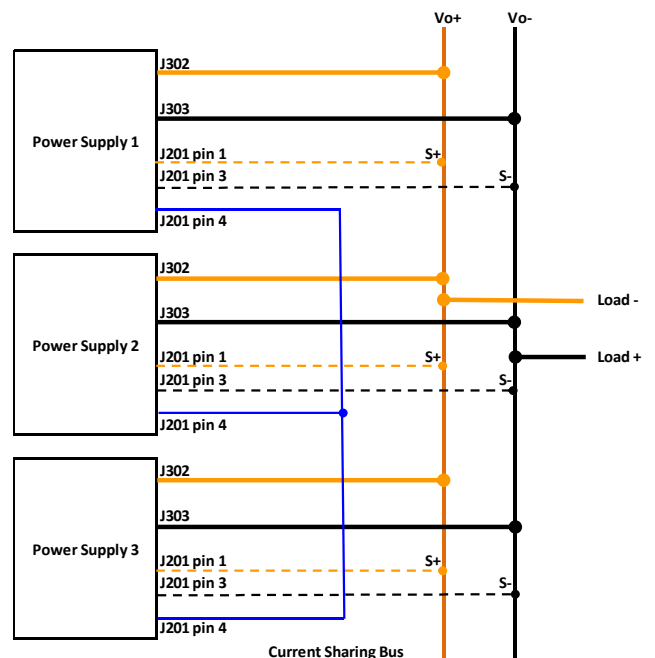 Vo+ Vo-
J302
J303
Power Supply 1
J201 pin 1 S+
J201 pin 3 S-
J201 pin 4
J302
Load -
J303
Power Supply 2
Load +
J201 pin 1 S+
J201 pin 3 S-
J201 pin 4
J302
J303
Power Supply 3
J201 pin 1 S+
J201 pin 3 S-
J201 pin 4
Current Sharing Bus